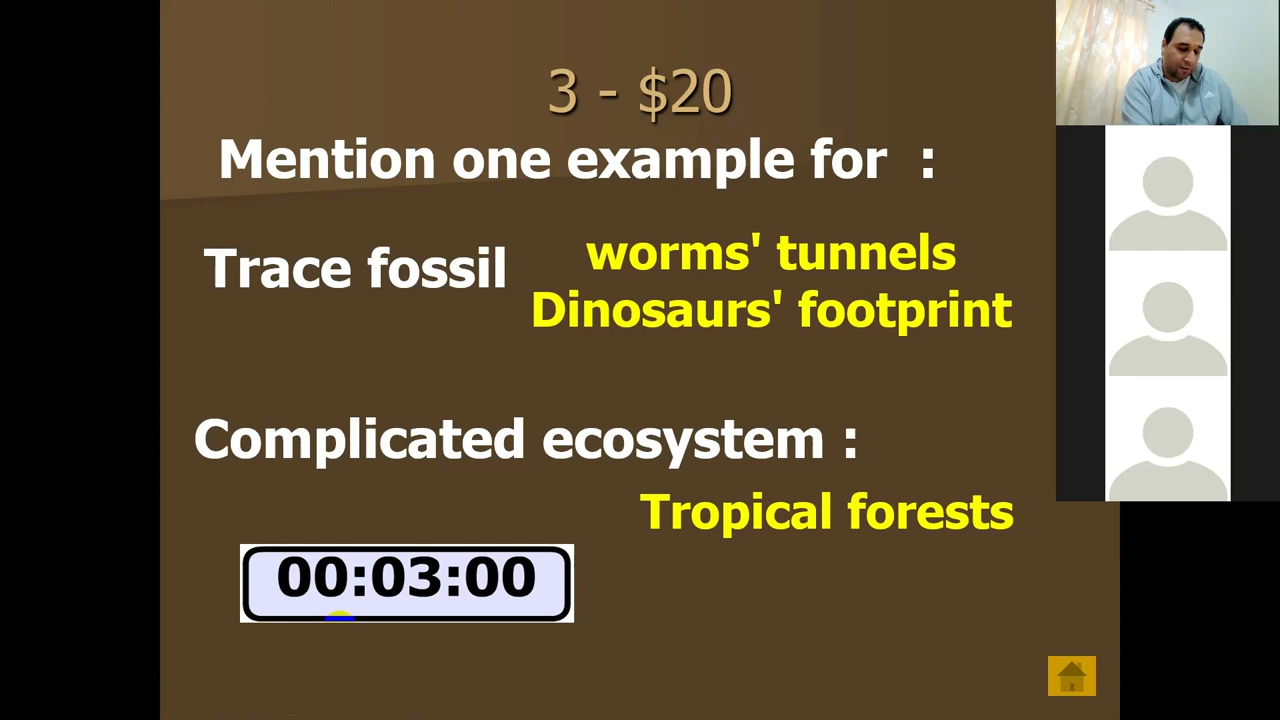 3 - $20
Mention one example for :
Trace fossil
worms' tunnels
Dinosaurs' footprint
Complicated ecosystem :
Tropical forests
00:03:00